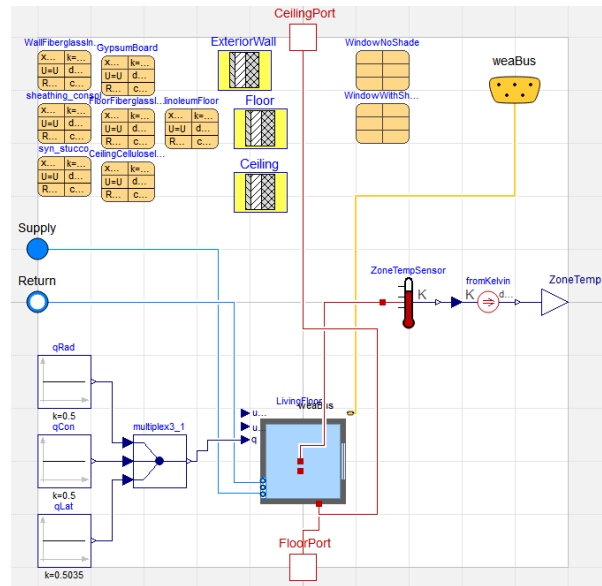 CeilingPort
WallFiberglassIn...
GypsumBoard
ExteriorWall
WindowNoShade
weaBus
x... k=...
U=U d...
R... c...
x... k=...
U=U d...
R... c...
sheathing_consol
FloorFiberglassI...
linoleumFloor
Floor
WindowWithSh...
x... k=...
U=U d...
R... c...
x... k=...
U=U d...
R... c...
x... k=...
U=U d...
R... c...
syn_stucco
CeilingCelluloseI...
Ceiling
x... k=...
U=U d...
R... c...
x... k=...
U=U d...
R... c...
Supply
Return
ZoneTempSensor
fromKelvin
ZoneTemp
K
K
d...
qRad
k=0.5
LivingFloor
weaBus
qCon
multiplex3_1
u...
u...
q
k=0.5
qLat
k=0.5035
FloorPort